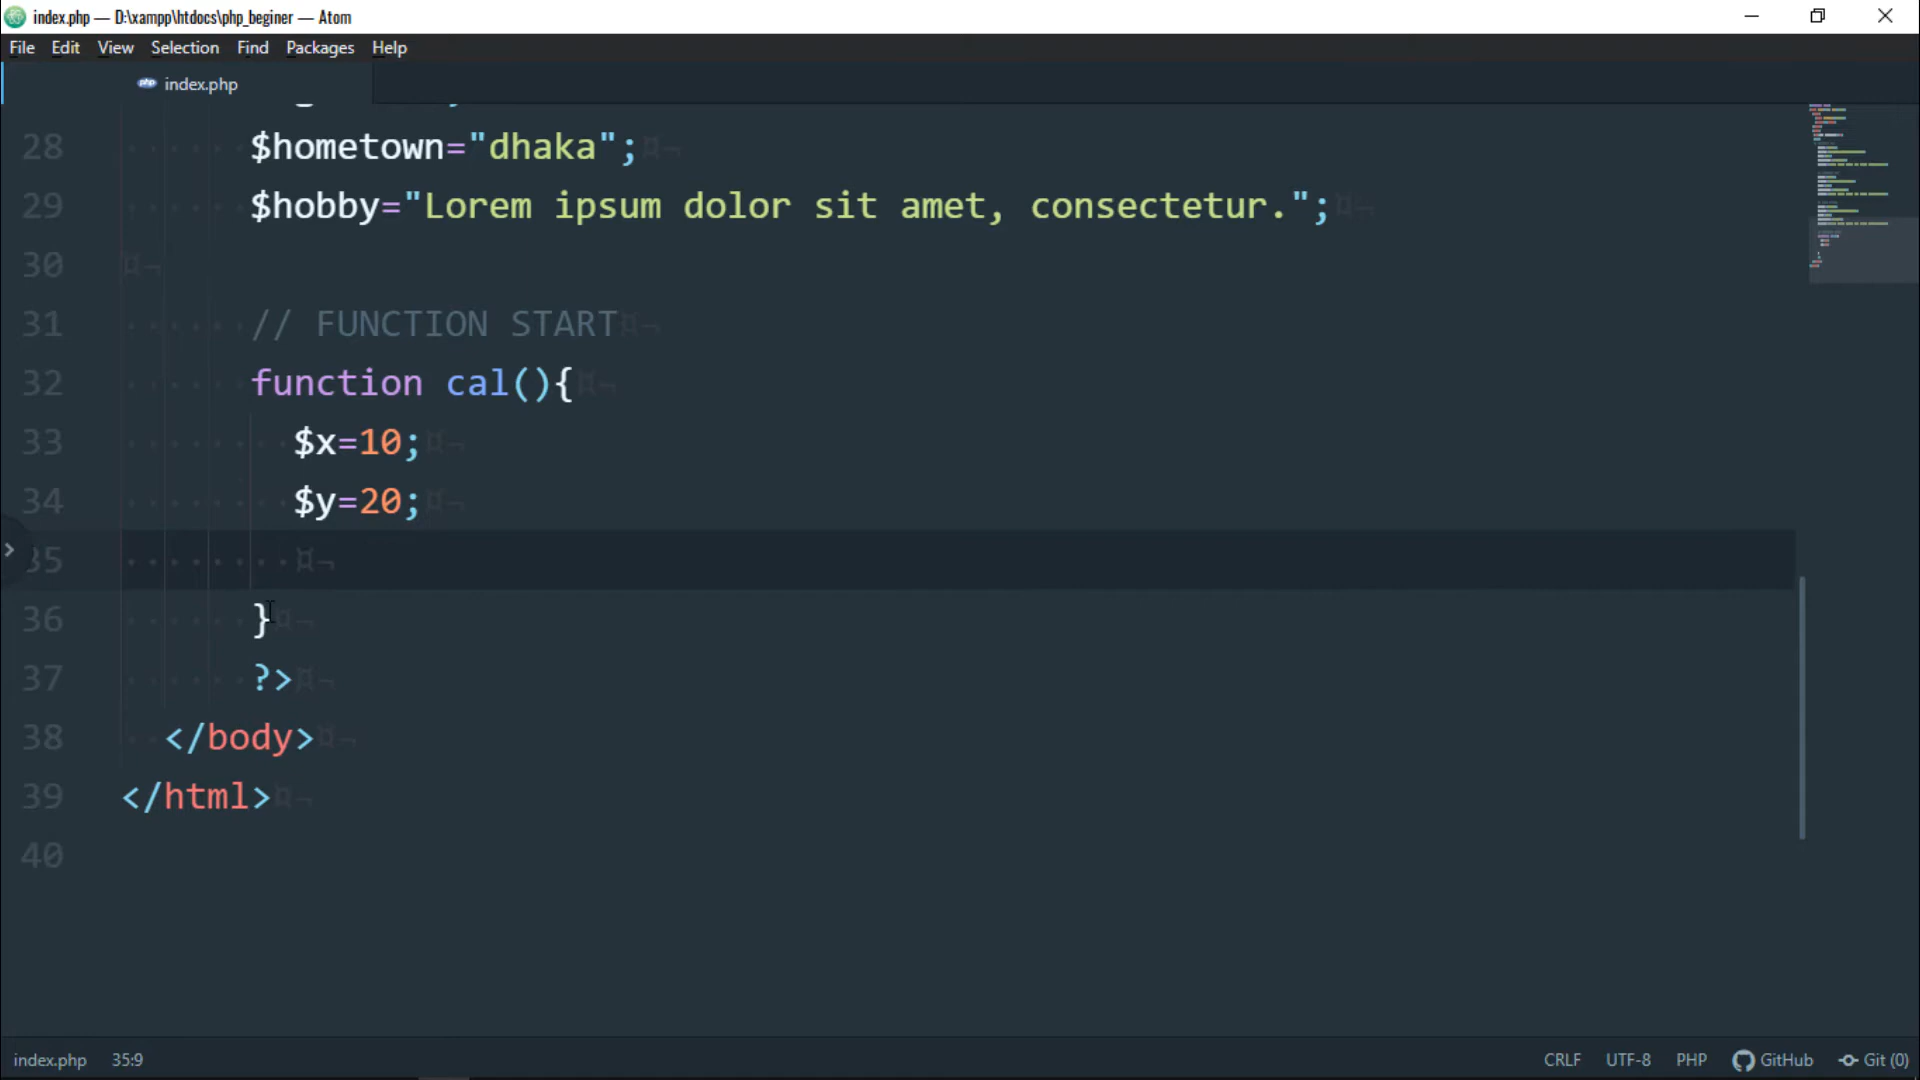 index.php — D:\xampp\htdocs\php_beginer — Atom
File Edit View Selection Find Packages Help
index.php
28 $hometown="dhaka";
29 $hobby="Lorem ipsum dolor sit amet, consectetur.";
30
31 // FUNCTION START
32 function cal(){
33 $x=10;
34 $y=20;
35
36 }
37 ?>
38 </body>
39 </html>
40
index.php 35:9 CRLF UTF-8 PHP GitHub Git (0)